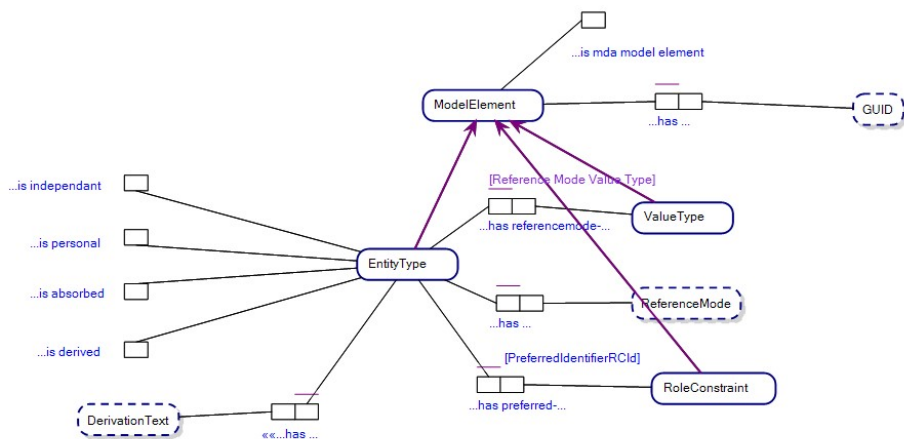 ...is mda model element
ModelElement
GUID
...has ...
[Reference Mode Value Type]
...is independant
ValueType
...has referencemode-...
...is personal
EntityType
...is absorbed
ReferenceMode
...has ...
...is derived
[PreferredIdentifierRCId]
RoleConstraint
...has preferred-...
DerivationText
««...has ...